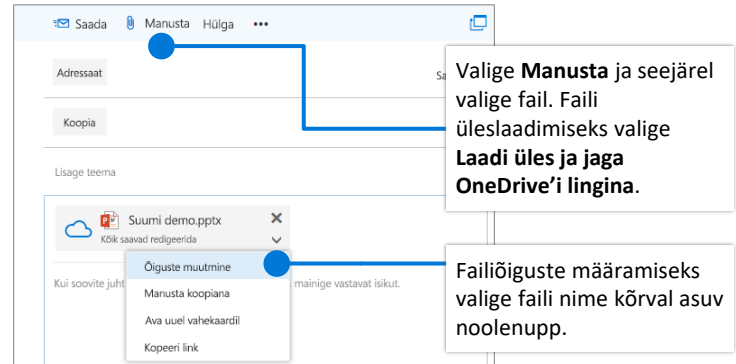 Saada Manusta Hülga •••
Adressaat
Koopia
Lisage teema
Suumi demo.pptx
Kõik saavad redigeerida
Õiguste muutmine
Manusta koopiana
Ava uuel vahekaardil
Kopeeri link
Kui soovite juht mainige vastavat isikut.
Valige Manusta ja seejärel
valige fail. Faili
üleslaadimiseks valige
Laadi üles ja jaga
OneDrive’i lingina.
Failiõiguste määramiseks
valige faili nime kõrval asuv
noolenupp.